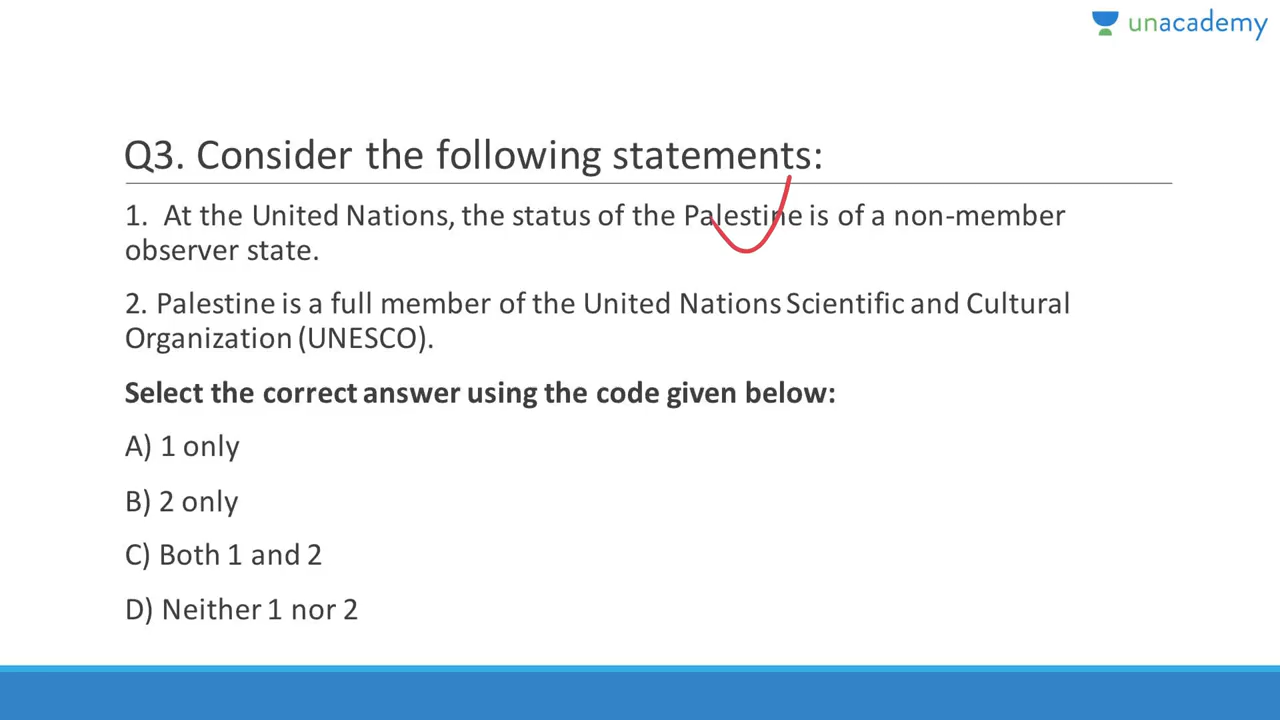 unacademy
Q3. Consider the following statements:
1. At the United Nations, the status of the Palestine is of a non-member
observer state.
2. Palestine is a full member of the United Nations Scientific and Cultural
Organization (UNESCO).
Select the correct answer using the code given below:
A) 1 only
B) 2 only
C) Both 1 and 2
D) Neither 1 nor 2